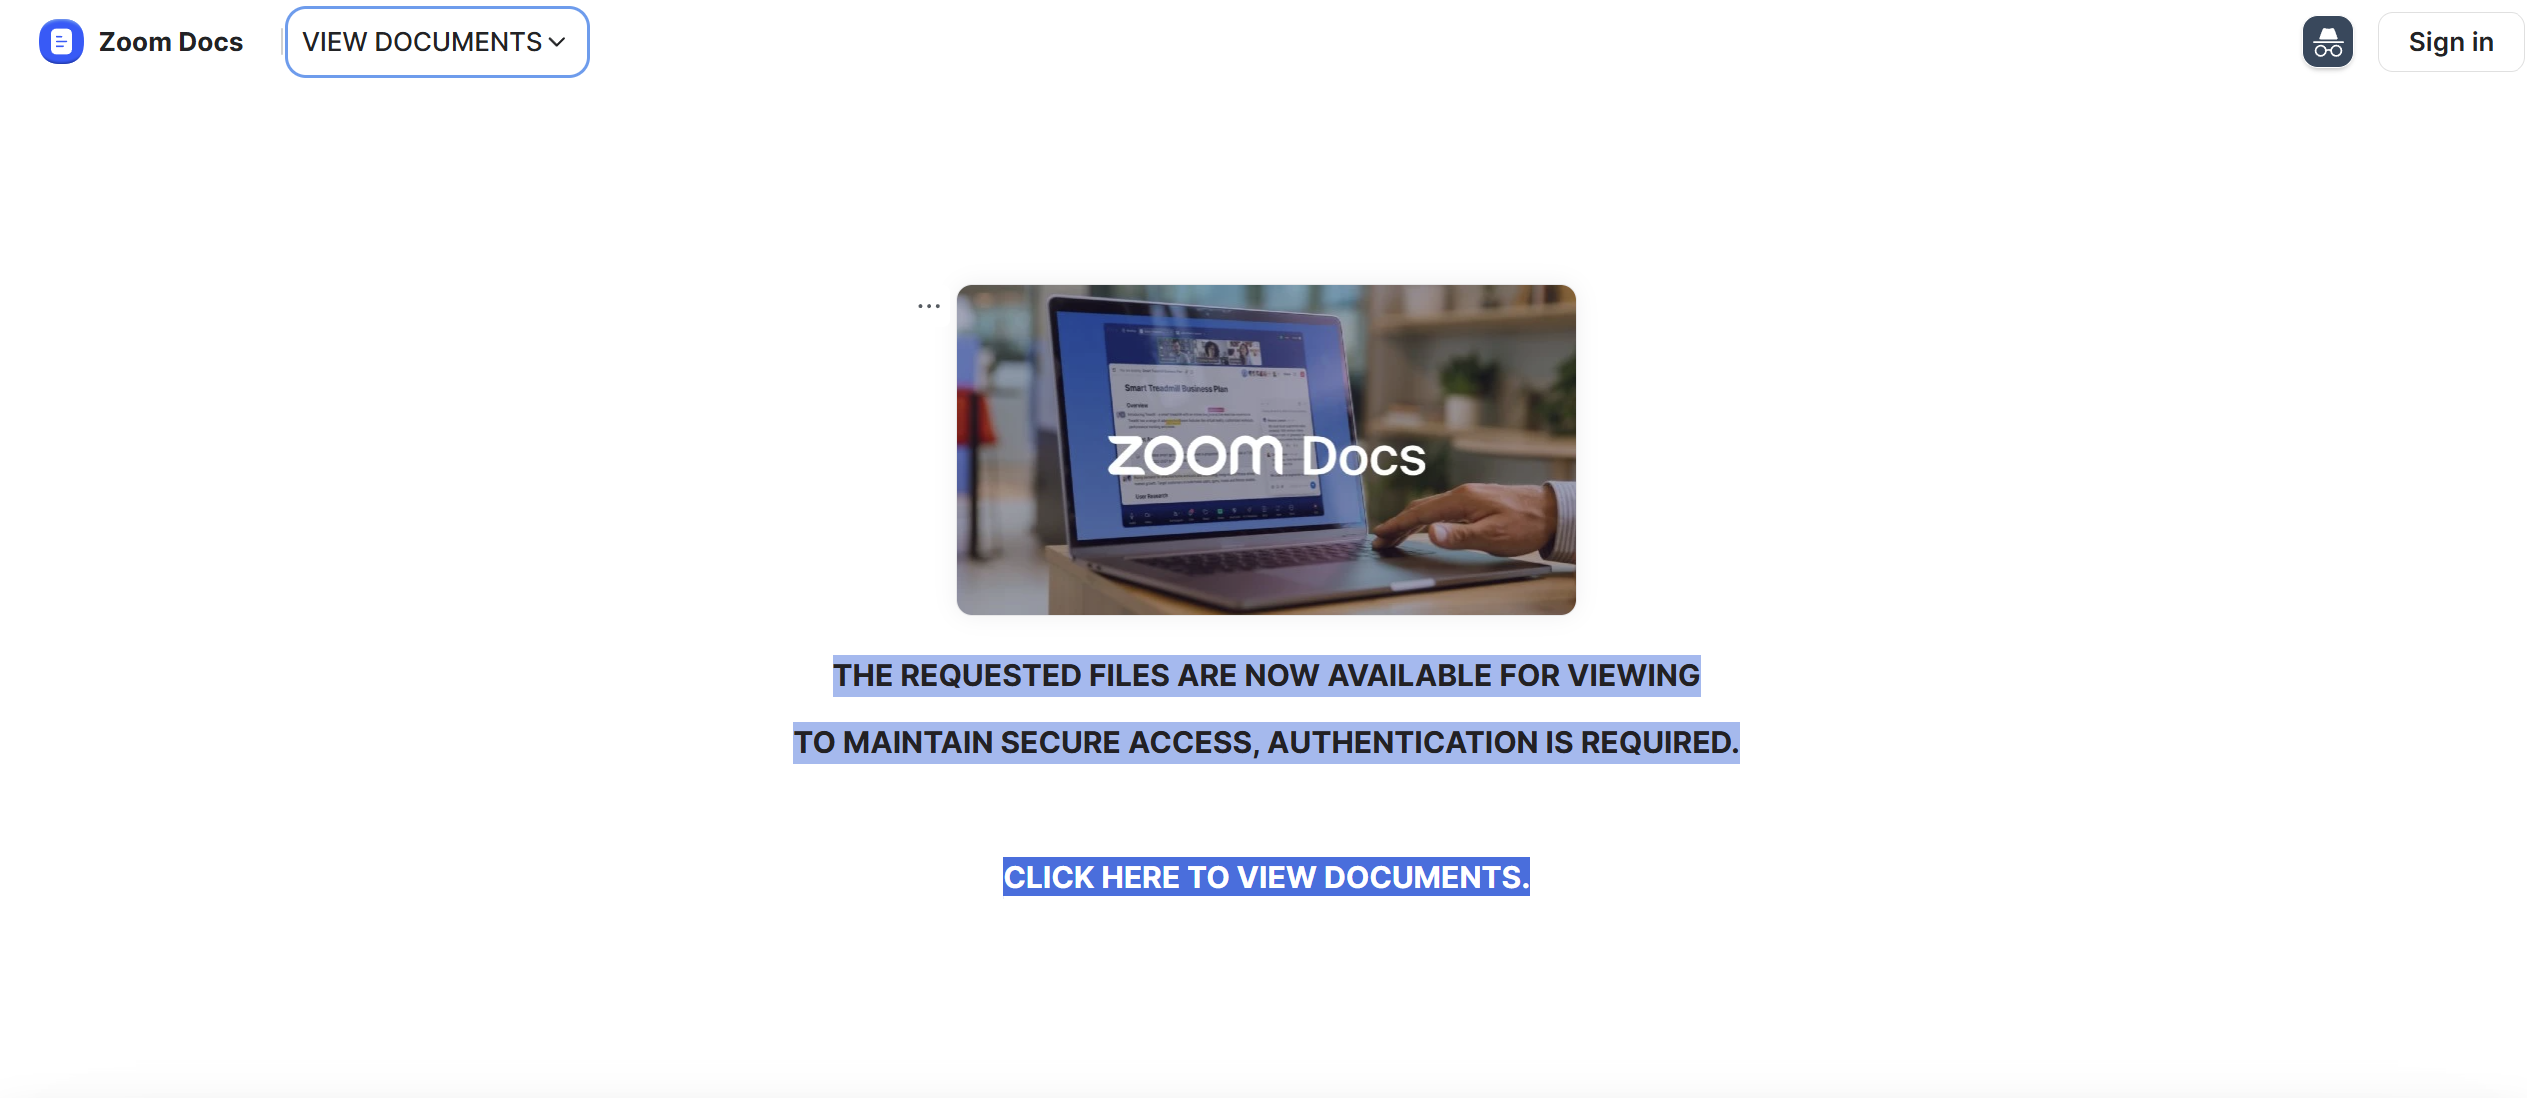 Zoom Docs
VIEW DOCUMENTS
Sign in
Smart Treadmill Business Plan
Overview
zoom Docs
User Research
THE REQUESTED FILES ARE NOW AVAILABLE FOR VIEWING
TO MAINTAIN SECURE ACCESS, AUTHENTICATION IS REQUIRED.
CLICK HERE TO VIEW DOCUMENTS.